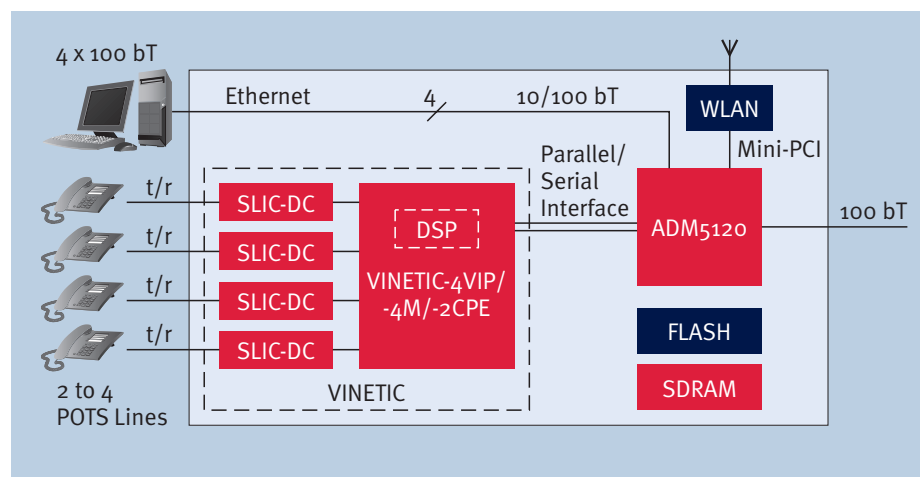 4 x 100 bT
Ethernet
4
10/100 bT
WLAN
Mini-PCI
Parallel/
Serial
Interface
t/r
SLIC-DC
t/r
SLIC-DC
t/r
SLIC-DC
t/r
SLIC-DC
DSP
VINETIC-4VIP/
-4M/-2CPE
VINETIC
ADM5120
100 bT
FLASH
SDRAM
2 to 4
POTS Lines